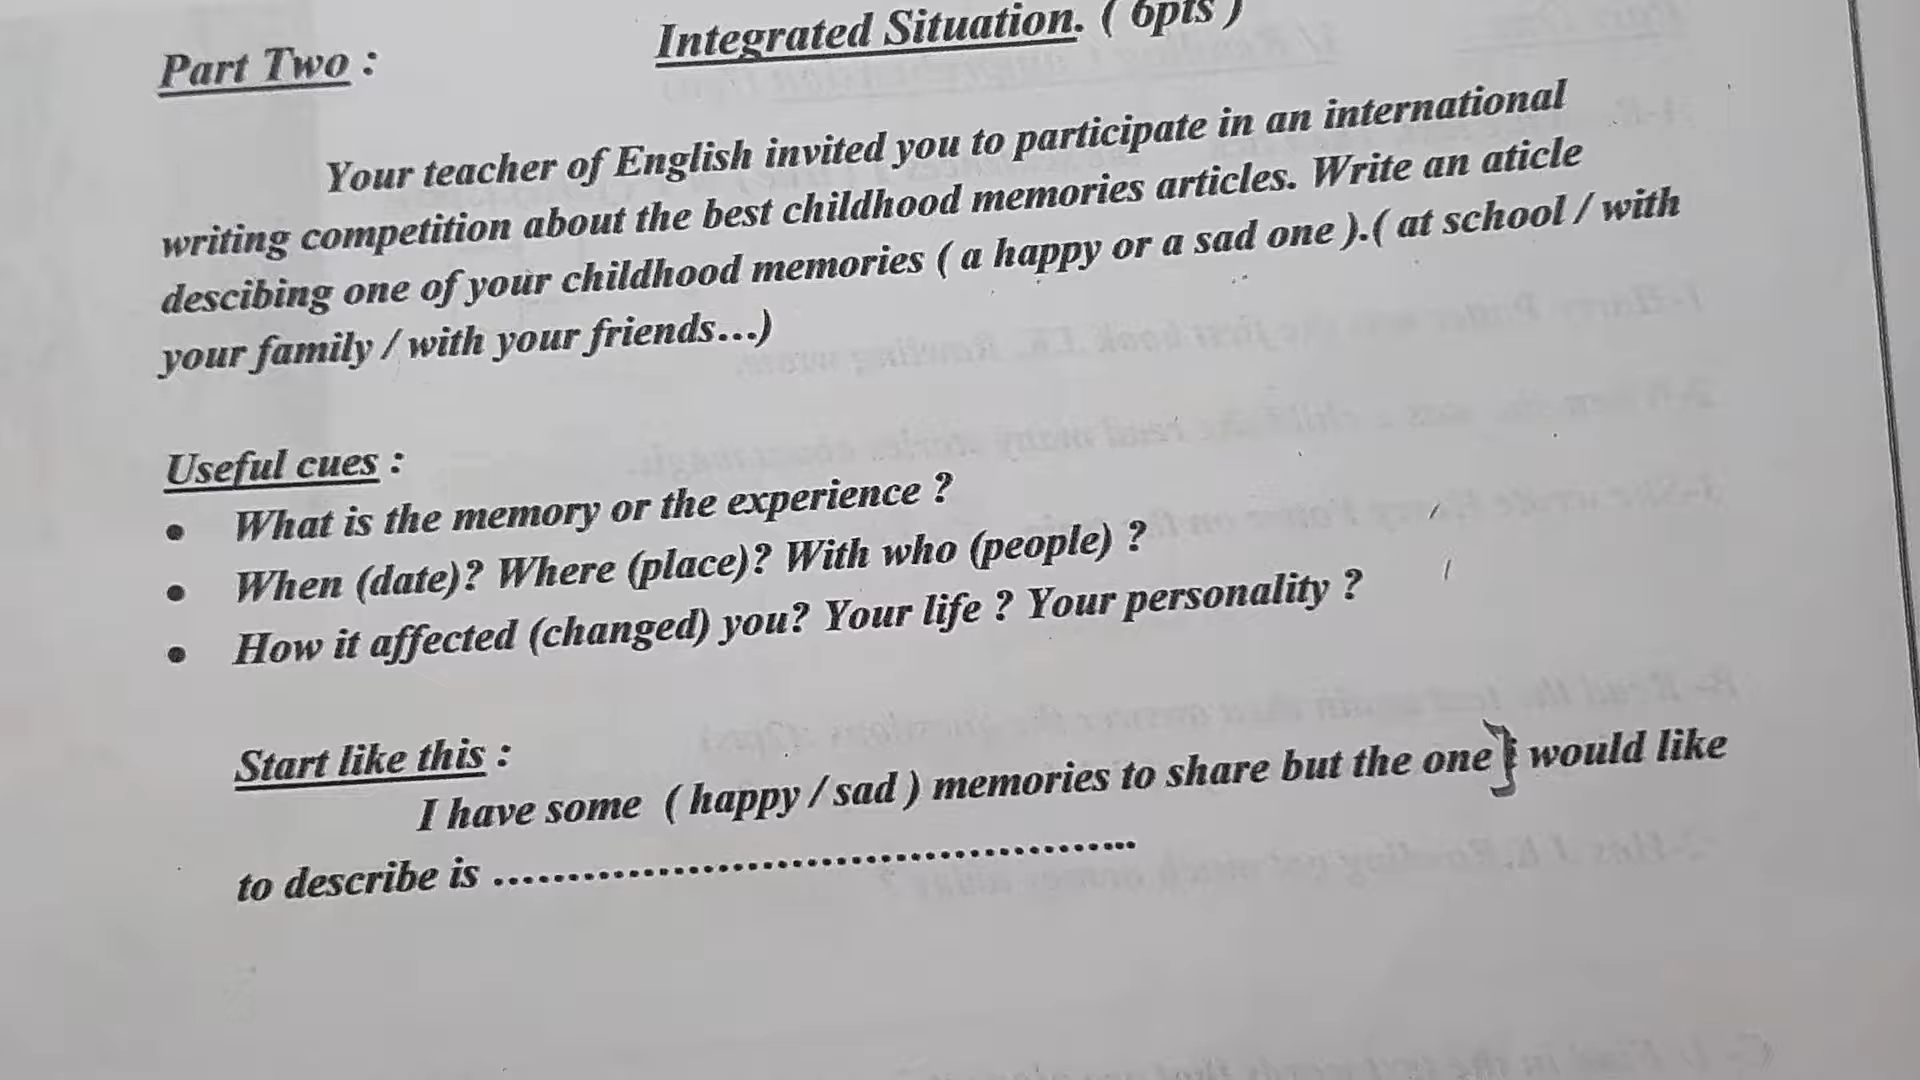 Part Two :
Integrated Situation. ( 6pts )
Your teacher of English invited you to participate in an international
writing competition about the best childhood memories articles. Write an aticle
descibing one of your childhood memories ( a happy or a sad one ).( at school / with
your family / with your friends...)
Useful cues :
• What is the memory or the experience ?
• When (date)? Where (place)? With who (people) ?
• How it affected (changed) you? Your life ? Your personality ?
Start like this :
I have some ( happy / sad ) memories to share but the one I would like
to describe is ............................................